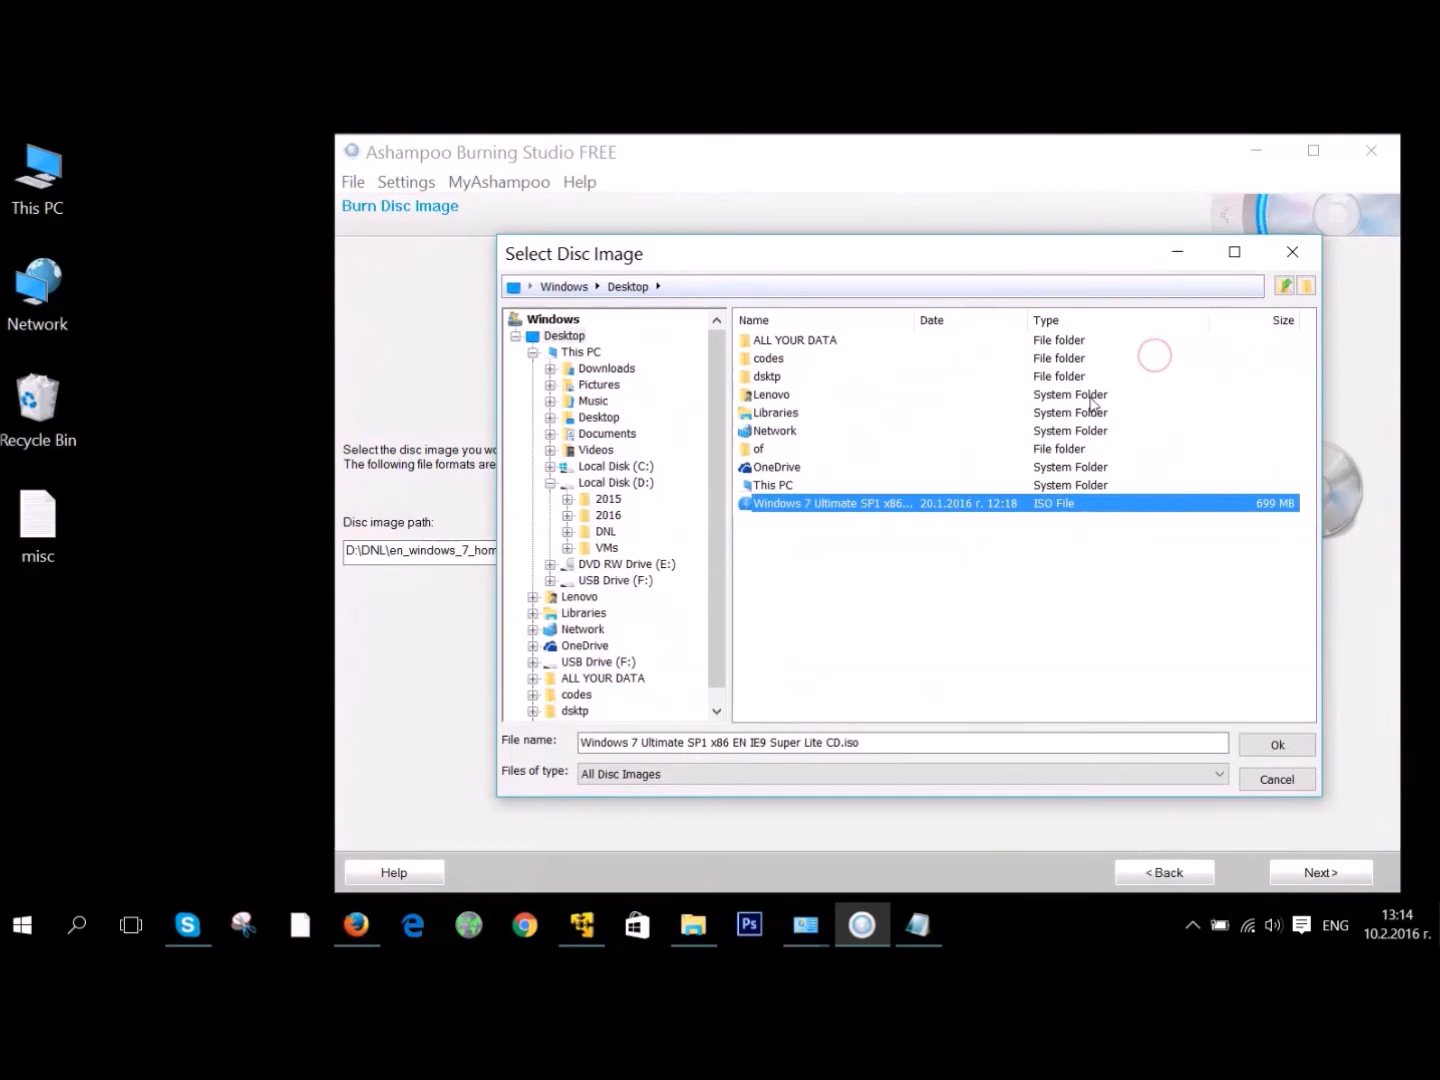 This PC
Network
Recycle Bin
misc
Ashampoo Burning Studio FREE
File Settings MyAshampoo Help
Burn Disc Image
Select the disc image you wo
The following file formats are
Disc image path:
D:\DNL\en_windows_7_hom
Select Disc Image
Windows Desktop
Windows
Desktop
This PC
Downloads
Pictures
Music
Desktop
Documents
Videos
Local Disk (C:)
Local Disk (D:)
2015
2016
DNL
VMs
DVD RW Drive (E:)
USB Drive (F:)
Lenovo
Libraries
Network
OneDrive
USB Drive (F:)
ALL YOUR DATA
codes
dsktp
Name Date Type Size
ALL YOUR DATA File folder
codes File folder
dsktp File folder
Lenovo System Folder
Libraries System Folder
Network System Folder
of File folder
OneDrive System Folder
This PC System Folder
Windows 7 Ultimate SP1 x86... 20.1.2016 г. 12:18 ISO File 699 MB
File name: Windows 7 Ultimate SP1 x86 EN IE9 Super Lite CD.iso Ok
Files of type: All Disc Images Cancel
Help <Back Next>
Ps
ENG
13:14
10.2.2016 г.